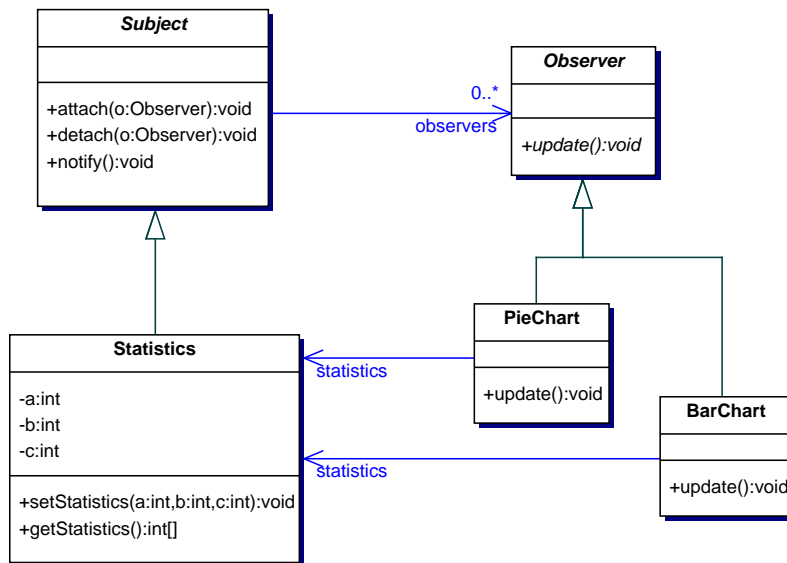 Subject
+attach(o:Observer):void
+detach(o:Observer):void
+notify():void
0..*
observers
Observer
+update():void
Statistics
-a:int
-b:int
-c:int
+setStatistics(a:int,b:int,c:int):void
+getStatistics():int[]
statistics
PieChart
+update():void
statistics
BarChart
+update():void